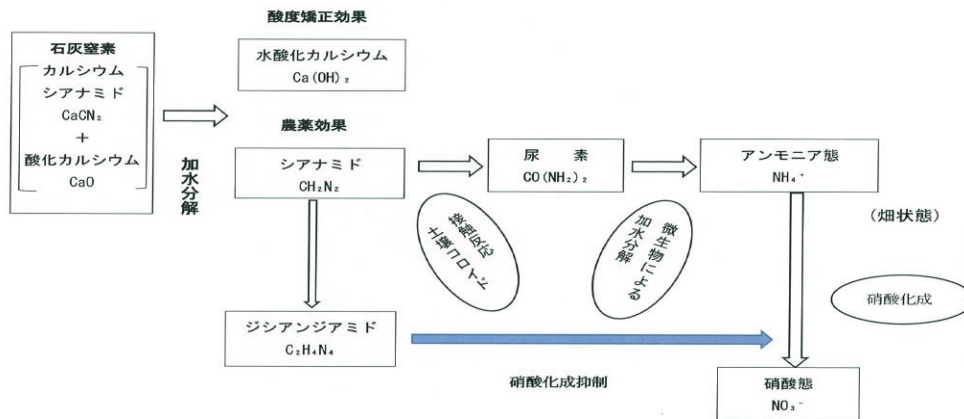 酸度矯正効果
石灰窒素
カルシウム
シアナミド
CaCN₂
+
酸化カルシウム
CaO
加水分解
水酸化カルシウム
Ca(OH)₂
農薬効果
シアナミド
CH₂N₂
尿 素
CO(NH₂)₂
アンモニア態
NH₄⁺
(畑状態)
土壌コロイド
接触反応
微生物による
加水分解
硝酸化成
ジシアンジアミド
C₂H₄N₄
硝酸化成抑制
硝酸態
NO₃⁻